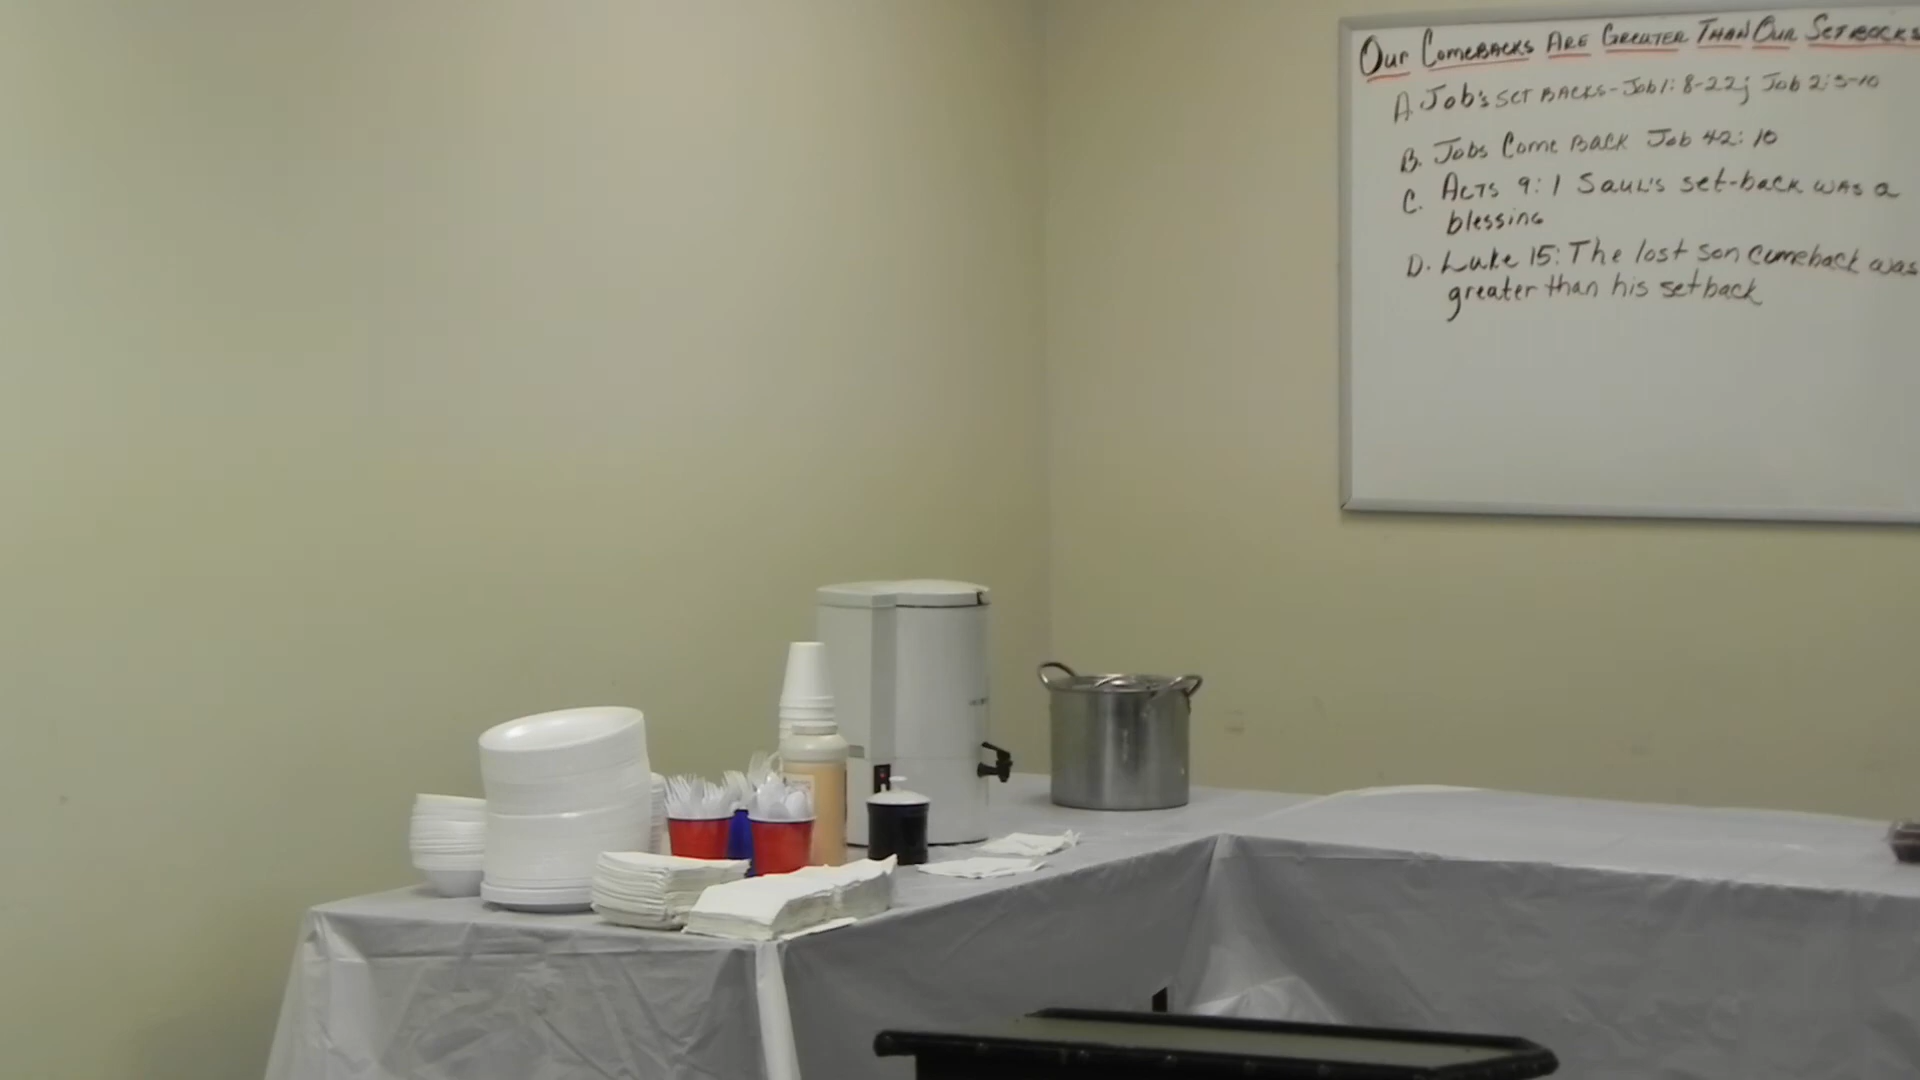 Our Comebacks Are Greater Than Our Setbacks
A. Job's set backs - Job 1: 8-22; Job 2: 3-10
B. Jobs Come Back Job 42: 10
C. Acts 9: 1 Saul's set-back was a
blessing
D. Luke 15: The lost son comeback was
greater than his setback